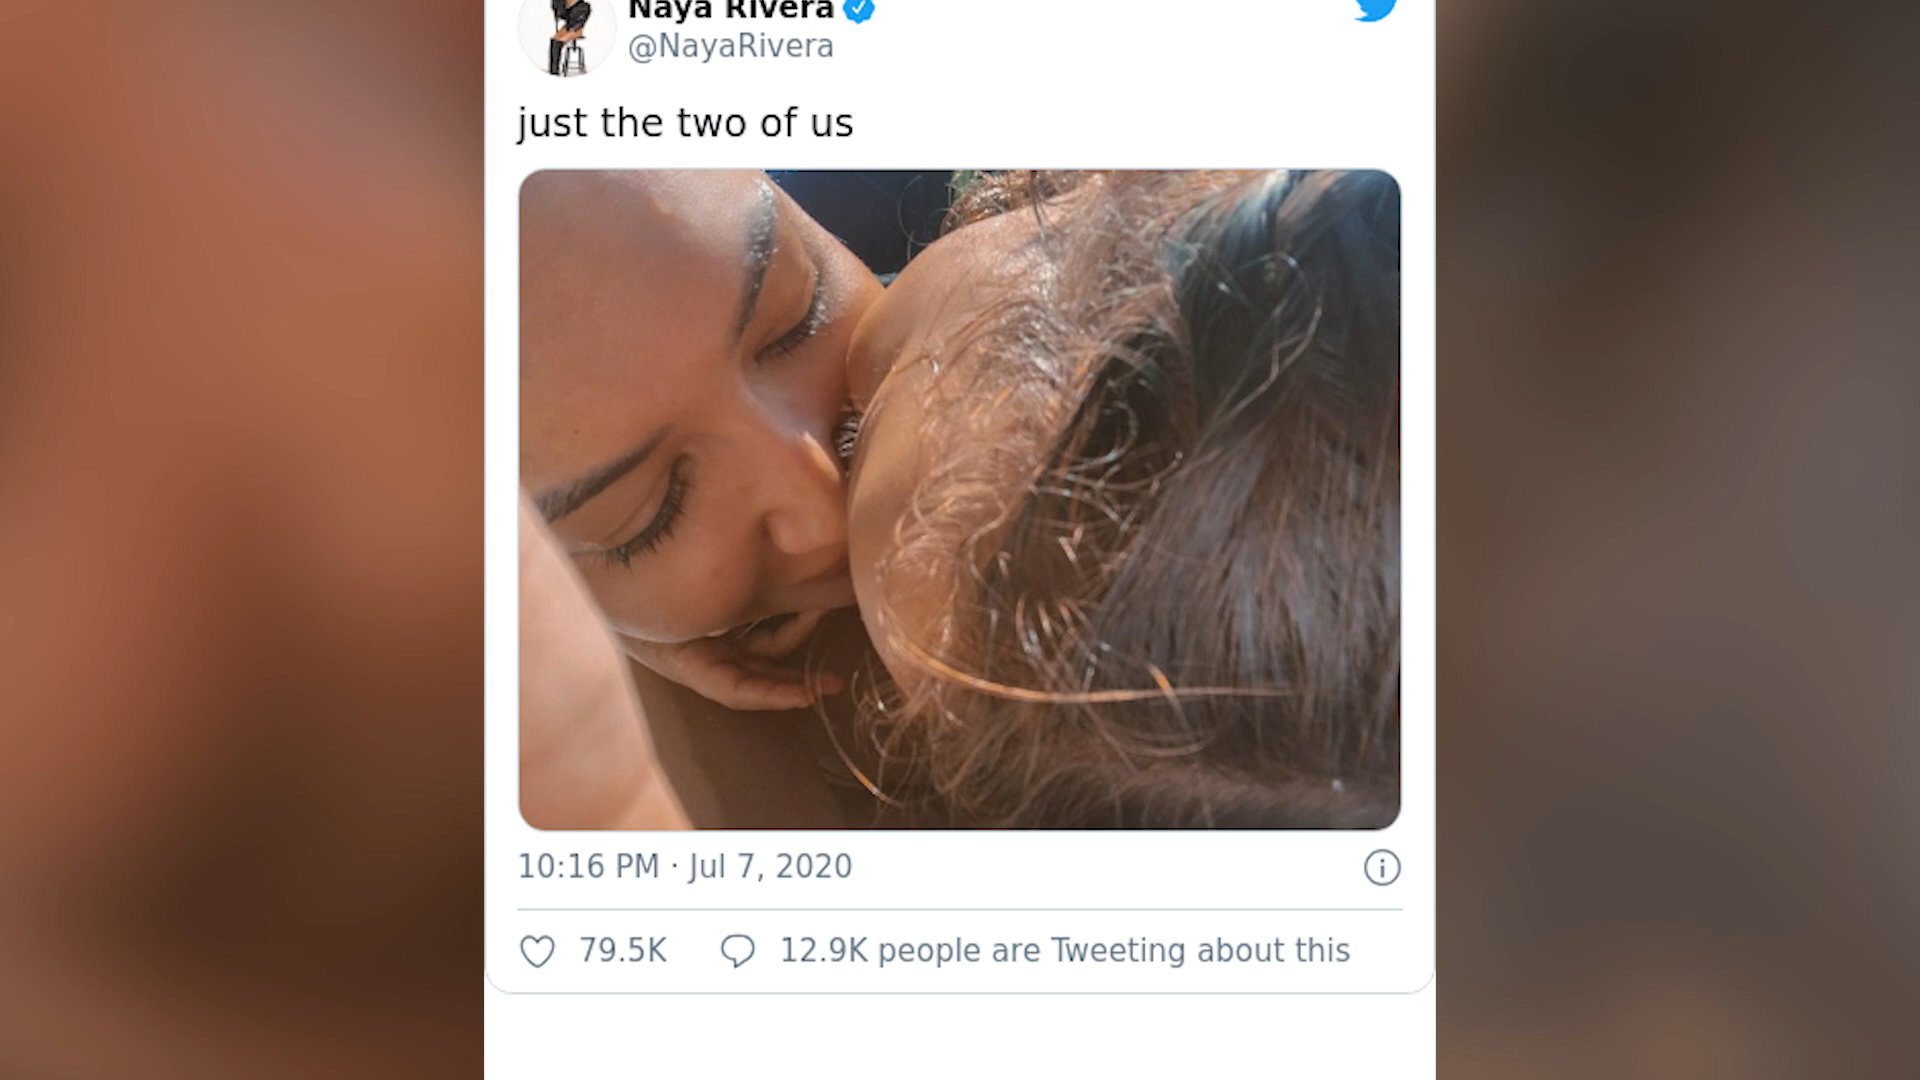 Naya Rivera
@NayaRivera
just the two of us
10:16 PM · Jul 7, 2020
79.5K 12.9K people are Tweeting about this